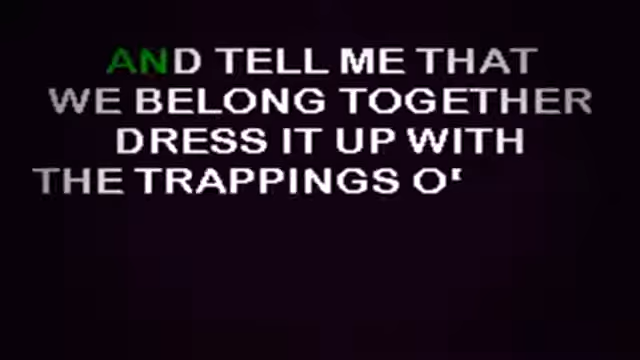 AND TELL ME THAT
WE BELONG TOGETHER
DRESS IT UP WITH
THE TRAPPINGS O